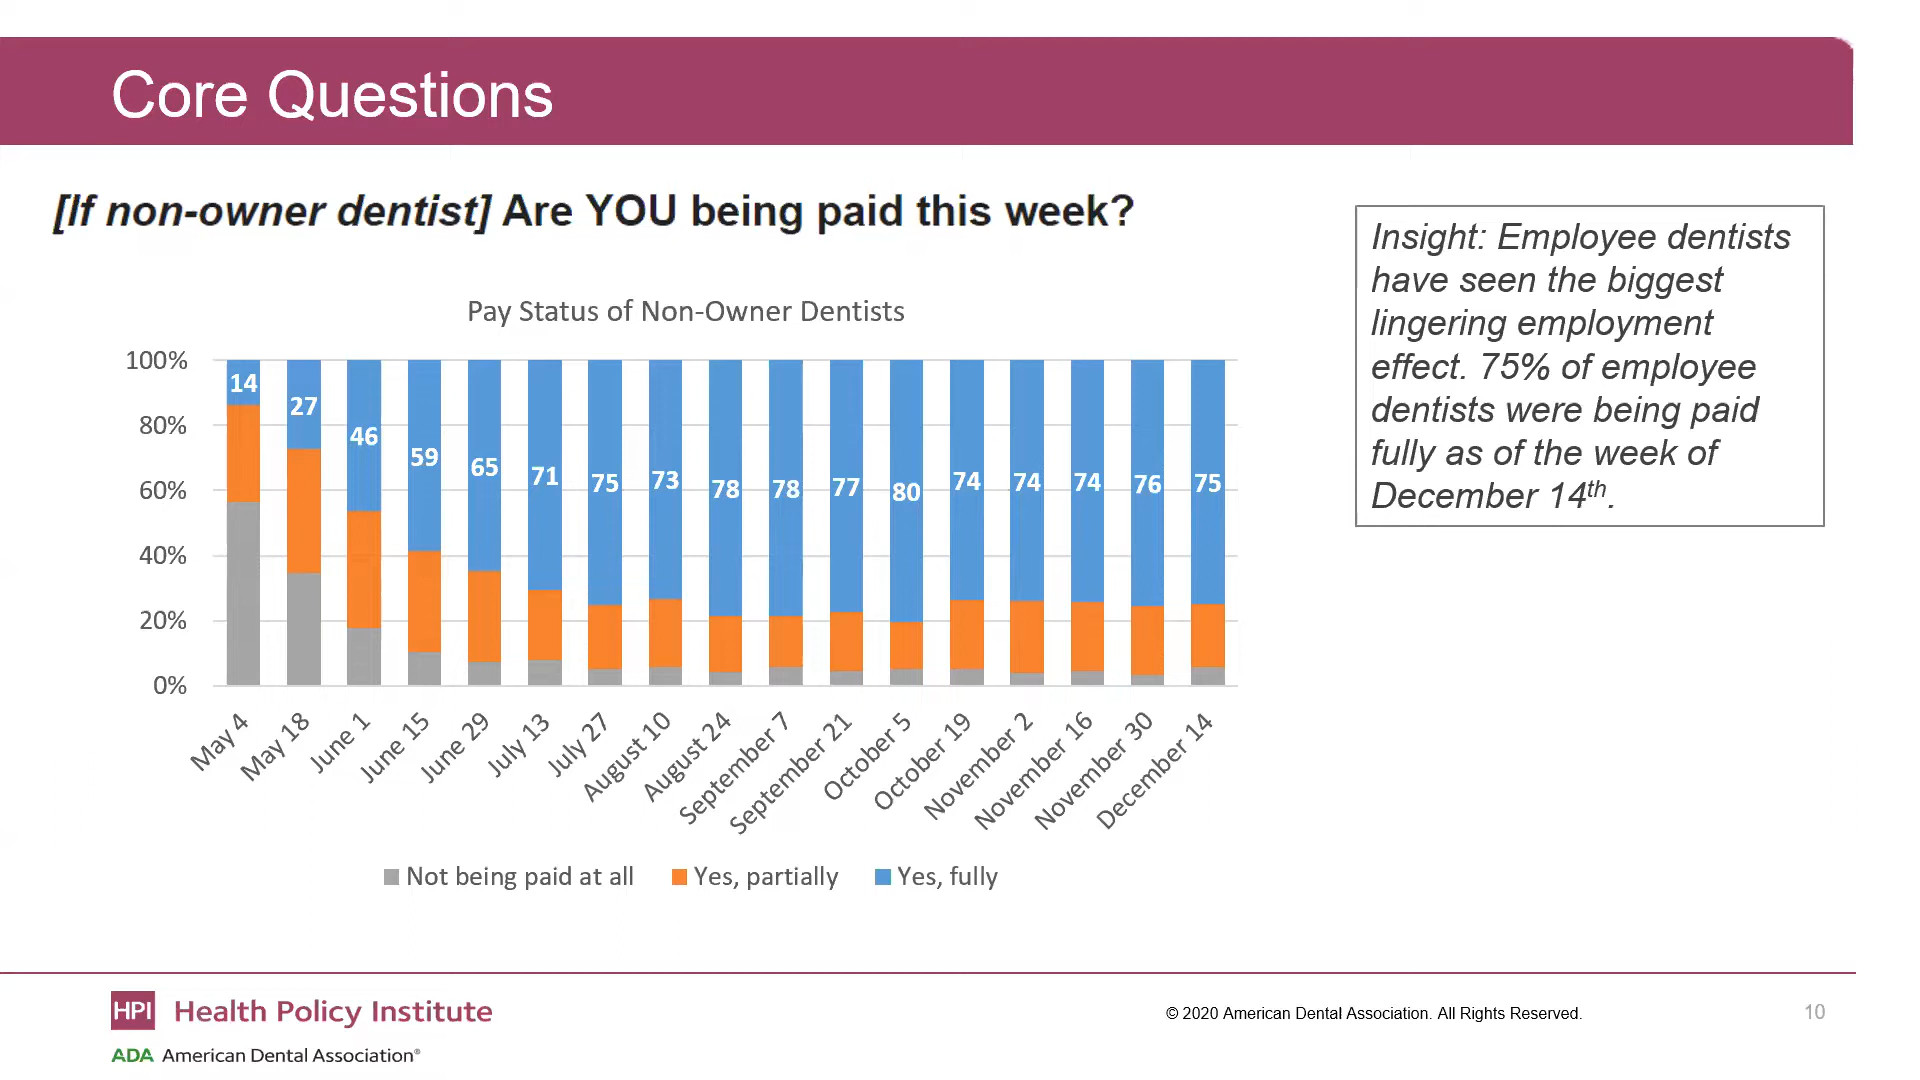 Core Questions
[If non-owner dentist] Are YOU being paid this week?
Insight: Employee dentists
have seen the biggest
lingering employment
effect. 75% of employee
dentists were being paid
fully as of the week of
December 14th.
Pay Status of Non-Owner Dentists
100%
80%
60%
40%
20%
0%
14
27
46
59
65
71
75
73
78
78
77
80
74
74
74
76
75
May 4
May 18
June 1
June 15
June 29
July 13
July 27
August 10
August 24
September 7
September 21
October 5
October 19
November 2
November 16
November 30
December 14
Not being paid at all
Yes, partially
Yes, fully
HPI Health Policy Institute
ADA American Dental Association®
© 2020 American Dental Association. All Rights Reserved.
10